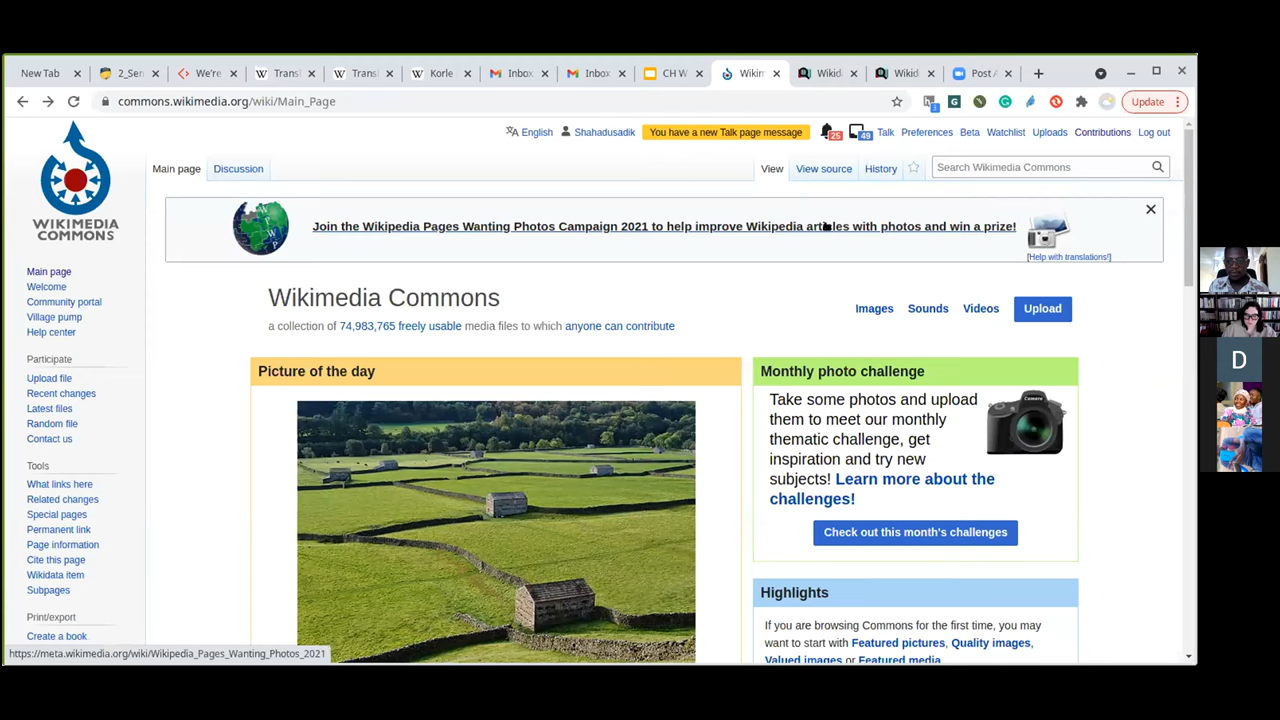 New Tab
2_Sen
We're
Transl
Transl
Korle
Inbox
Inbox
CH W
Wikim
Wikid
Wikid
Post A
commons.wikimedia.org/wiki/Main_Page
Update
English
Shahadusadik
You have a new Talk page message
25
49
Talk
Preferences
Beta
Watchlist
Uploads
Contributions
Log out
Main page
Discussion
View
View source
History
Search Wikimedia Commons
WIKIMEDIA
COMMONS
Join the Wikipedia Pages Wanting Photos Campaign 2021 to help improve Wikipedia articles with photos and win a prize!
[Help with translations!]
Main page
Welcome
Community portal
Village pump
Help center
Participate
Upload file
Recent changes
Latest files
Random file
Contact us
Tools
What links here
Related changes
Special pages
Permanent link
Page information
Cite this page
Wikidata item
Subpages
Print/export
Create a book
Wikimedia Commons
a collection of 74,983,765 freely usable media files to which anyone can contribute
Images
Sounds
Videos
Upload
Picture of the day
Monthly photo challenge
Take some photos and upload
them to meet our monthly
thematic challenge, get
inspiration and try new
subjects! Learn more about the
challenges!
Check out this month's challenges
Highlights
If you are browsing Commons for the first time, you may
want to start with Featured pictures, Quality images,
Valued images or Featured media.
https://meta.wikimedia.org/wiki/Wikipedia_Pages_Wanting_Photos_2021
D